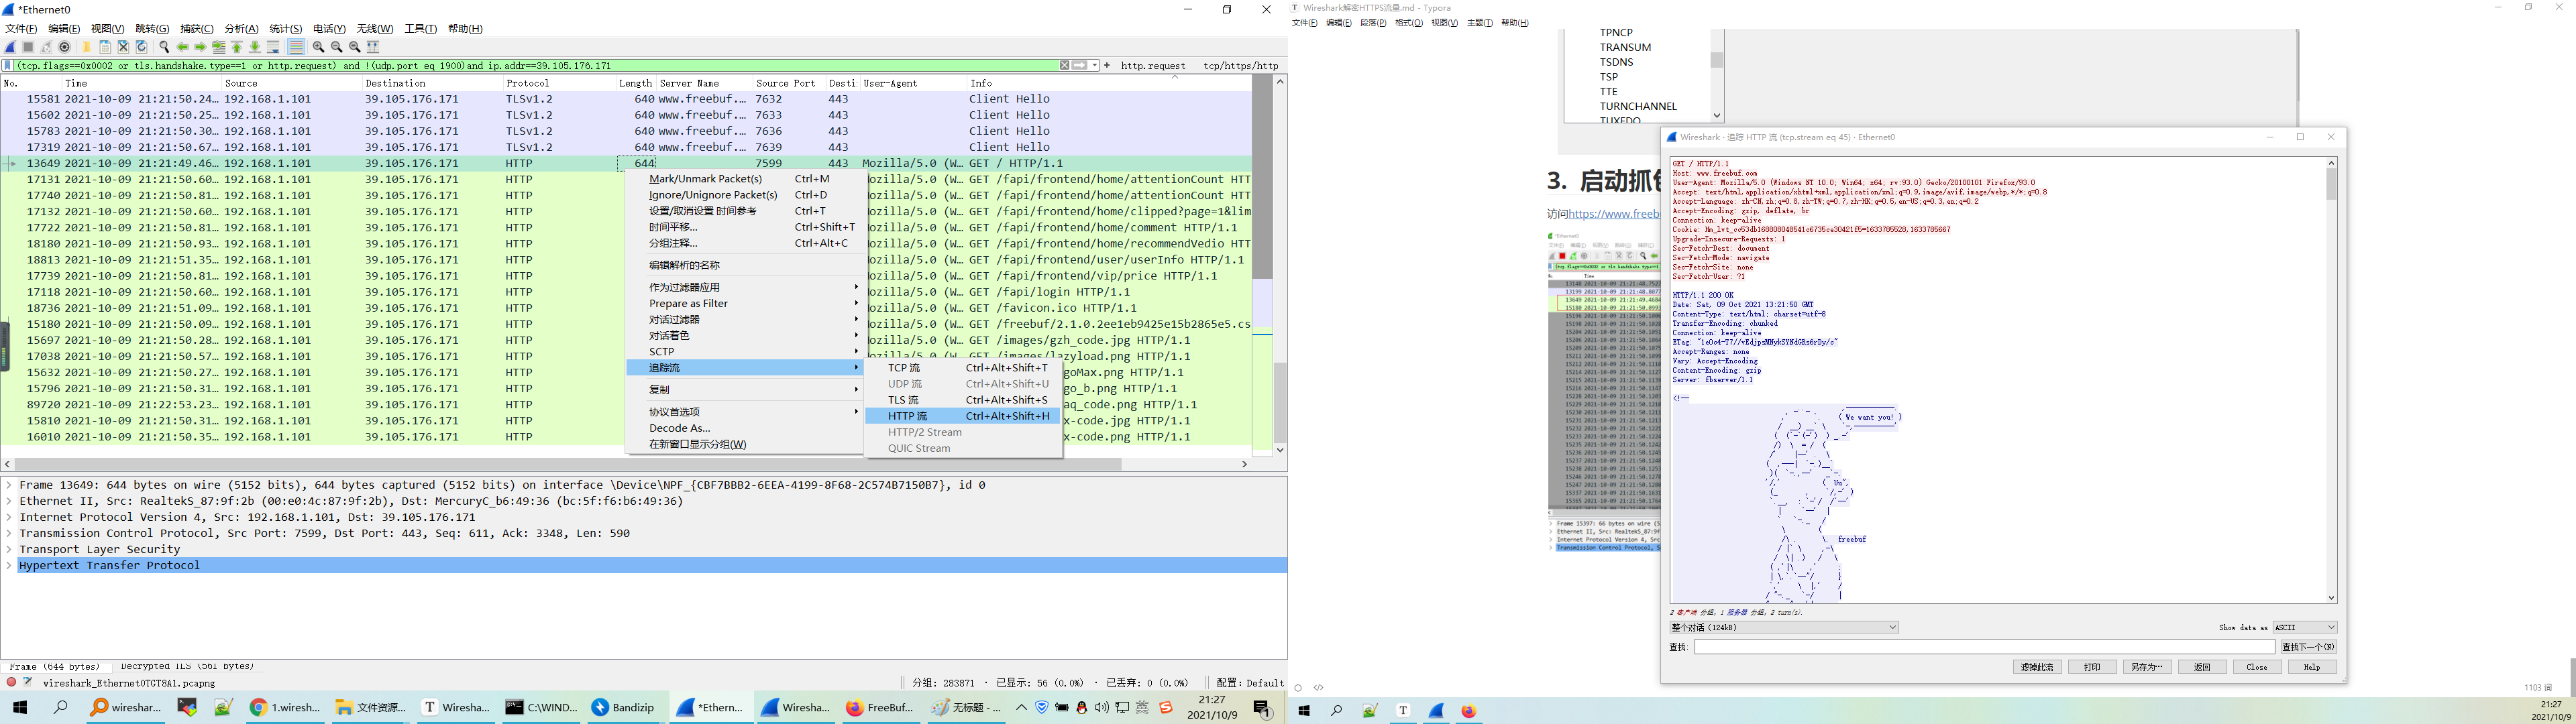 *Ethernet0
文件(F) 编辑(E) 视图(V) 跳转(G) 捕获(C) 分析(A) 统计(S) 电话(Y) 无线(W) 工具(T) 帮助(H)
(tcp.flags==0x0002 or tls.handshake.type==1 or http.request) and !(udp.port eq 1900)and ip.addr==39.105.176.171
http.request tcp/https/http
No. Time Source Destination Protocol Length Server Name Source Port Desti: User-Agent Info
15581 2021-10-09 21:21:50.24… 192.168.1.101 39.105.176.171 TLSv1.2 640 www.freebuf.… 7632 443 Client Hello
15602 2021-10-09 21:21:50.25… 192.168.1.101 39.105.176.171 TLSv1.2 640 www.freebuf.… 7633 443 Client Hello
15783 2021-10-09 21:21:50.30… 192.168.1.101 39.105.176.171 TLSv1.2 640 www.freebuf.… 7636 443 Client Hello
17319 2021-10-09 21:21:50.67… 192.168.1.101 39.105.176.171 TLSv1.2 640 www.freebuf.… 7639 443 Client Hello
13649 2021-10-09 21:21:49.46… 192.168.1.101 39.105.176.171 HTTP 644 7599 443 Mozilla/5.0 (W… GET / HTTP/1.1
17131 2021-10-09 21:21:50.60… 192.168.1.101 39.105.176.171 HTTP Mozilla/5.0 (W… GET /fapi/frontend/home/attentionCount HTT
17740 2021-10-09 21:21:50.81… 192.168.1.101 39.105.176.171 HTTP ozilla/5.0 (W… GET /fapi/frontend/home/attentionCount HTT
17132 2021-10-09 21:21:50.60… 192.168.1.101 39.105.176.171 HTTP ozilla/5.0 (W… GET /fapi/frontend/home/clipped?page=1&lim
17722 2021-10-09 21:21:50.81… 192.168.1.101 39.105.176.171 HTTP ozilla/5.0 (W… GET /fapi/frontend/home/comment HTTP/1.1
18180 2021-10-09 21:21:50.93… 192.168.1.101 39.105.176.171 HTTP ozilla/5.0 (W… GET /fapi/frontend/home/recommendVedio HTT
18813 2021-10-09 21:21:51.35… 192.168.1.101 39.105.176.171 HTTP ozilla/5.0 (W… GET /fapi/frontend/user/userInfo HTTP/1.1
17739 2021-10-09 21:21:50.81… 192.168.1.101 39.105.176.171 HTTP ozilla/5.0 (W… GET /fapi/frontend/vip/price HTTP/1.1
17118 2021-10-09 21:21:50.60… 192.168.1.101 39.105.176.171 HTTP ozilla/5.0 (W… GET /fapi/login HTTP/1.1
18736 2021-10-09 21:21:51.09… 192.168.1.101 39.105.176.171 HTTP ozilla/5.0 (W… GET /favicon.ico HTTP/1.1
15180 2021-10-09 21:21:50.09… 192.168.1.101 39.105.176.171 HTTP ozilla/5.0 (W… GET /freebuf/2.1.0.2ee1eb9425e15b2865e5.cs
15697 2021-10-09 21:21:50.28… 192.168.1.101 39.105.176.171 HTTP ozilla/5.0 (W… GET /images/gzh_code.jpg HTTP/1.1
17038 2021-10-09 21:21:50.57… 192.168.1.101 39.105.176.171 HTTP ozilla/5.0 (W… GET /images/lazyload.png HTTP/1.1
15632 2021-10-09 21:21:50.27… 192.168.1.101 39.105.176.171 HTTP goMax.png HTTP/1.1
15796 2021-10-09 21:21:50.31… 192.168.1.101 39.105.176.171 HTTP go_b.png HTTP/1.1
89720 2021-10-09 21:22:53.23… 192.168.1.101 39.105.176.171 HTTP aq_code.png HTTP/1.1
15810 2021-10-09 21:21:50.31… 192.168.1.101 39.105.176.171 HTTP x-code.jpg HTTP/1.1
16010 2021-10-09 21:21:50.35… 192.168.1.101 39.105.176.171 HTTP x-code.png HTTP/1.1
Mark/Unmark Packet(s) Ctrl+M
Ignore/Unignore Packet(s) Ctrl+D
设置/取消设置 时间参考 Ctrl+T
时间平移… Ctrl+Shift+T
分组注释… Ctrl+Alt+C
编辑解析的名称
作为过滤器应用
Prepare as Filter
对话过滤器
对话着色
SCTP
追踪流
复制
协议首选项
Decode As…
在新窗口显示分组(W)
TCP 流 Ctrl+Alt+Shift+T
UDP 流 Ctrl+Alt+Shift+U
TLS 流 Ctrl+Alt+Shift+S
HTTP 流 Ctrl+Alt+Shift+H
HTTP/2 Stream
QUIC Stream
Frame 13649: 644 bytes on wire (5152 bits), 644 bytes captured (5152 bits) on interface \Device\NPF_{CBF7BBB2-6EEA-4199-8F68-2C574B7150B7}, id 0
Ethernet II, Src: RealtekS_87:9f:2b (00:e0:4c:87:9f:2b), Dst: MercuryC_b6:49:36 (bc:5f:f6:b6:49:36)
Internet Protocol Version 4, Src: 192.168.1.101, Dst: 39.105.176.171
Transmission Control Protocol, Src Port: 7599, Dst Port: 443, Seq: 611, Ack: 3348, Len: 590
Transport Layer Security
Hypertext Transfer Protocol
Frame (644 bytes) Decrypted TLS (561 bytes)
wireshark_Ethernet0TGT8A1.pcapng 分组: 283871 · 已显示: 56 (0.0%) · 已丢弃: 0 (0.0%) 配置: Default
wireshar… 1.wiresh… 文件资源… Wiresha… C:\WIND… Bandizip *Ethern… Wiresha… FreeBuf… 无标题 - … 英 21:27
2021/10/9
Wireshark解密HTTPS流量.md - Typora
文件(F) 编辑(E) 段落(P) 格式(O) 视图(V) 主题(T) 帮助(H)
TPNCP
TRANSUM
TSDNS
TSP
TTE
TURNCHANNEL
TUXEDO
3. 启动抓包
访问https://www.freebu
Wireshark · 追踪 HTTP 流 (tcp.stream eq 45) · Ethernet0
GET / HTTP/1.1
Host: www.freebuf.com
User-Agent: Mozilla/5.0 (Windows NT 10.0; Win64; x64; rv:93.0) Gecko/20100101 Firefox/93.0
Accept: text/html,application/xhtml+xml,application/xml;q=0.9,image/avif,image/webp,*/*;q=0.8
Accept-Language: zh-CN,zh;q=0.8,zh-TW;q=0.7,zh-HK;q=0.5,en-US;q=0.3,en;q=0.2
Accept-Encoding: gzip, deflate, br
Connection: keep-alive
Cookie: Hm_lvt_cc53db168808048541c6735ce30421f5=1633785528,1633785667
Upgrade-Insecure-Requests: 1
Sec-Fetch-Dest: document
Sec-Fetch-Mode: navigate
Sec-Fetch-Site: none
Sec-Fetch-User: ?1
HTTP/1.1 200 OK
Date: Sat, 09 Oct 2021 13:21:50 GMT
Content-Type: text/html; charset=utf-8
Transfer-Encoding: chunked
Connection: keep-alive
ETag: "1e0c4-T7//vEdjpxMNykSYNdGRs6rDy/c"
Accept-Ranges: none
Vary: Accept-Encoding
Content-Encoding: gzip
Server: fbserver/1.1
<!--
( We want you! )
freebuf
2 客户端 分组, 1 服务器 分组, 2 turn(s).
整个对话 (124kB) Show data as ASCII
查找: 查找下一个(N)
滤掉此流 打印 另存为… 返回 Close Help
1103 词
21:27
2021/10/9